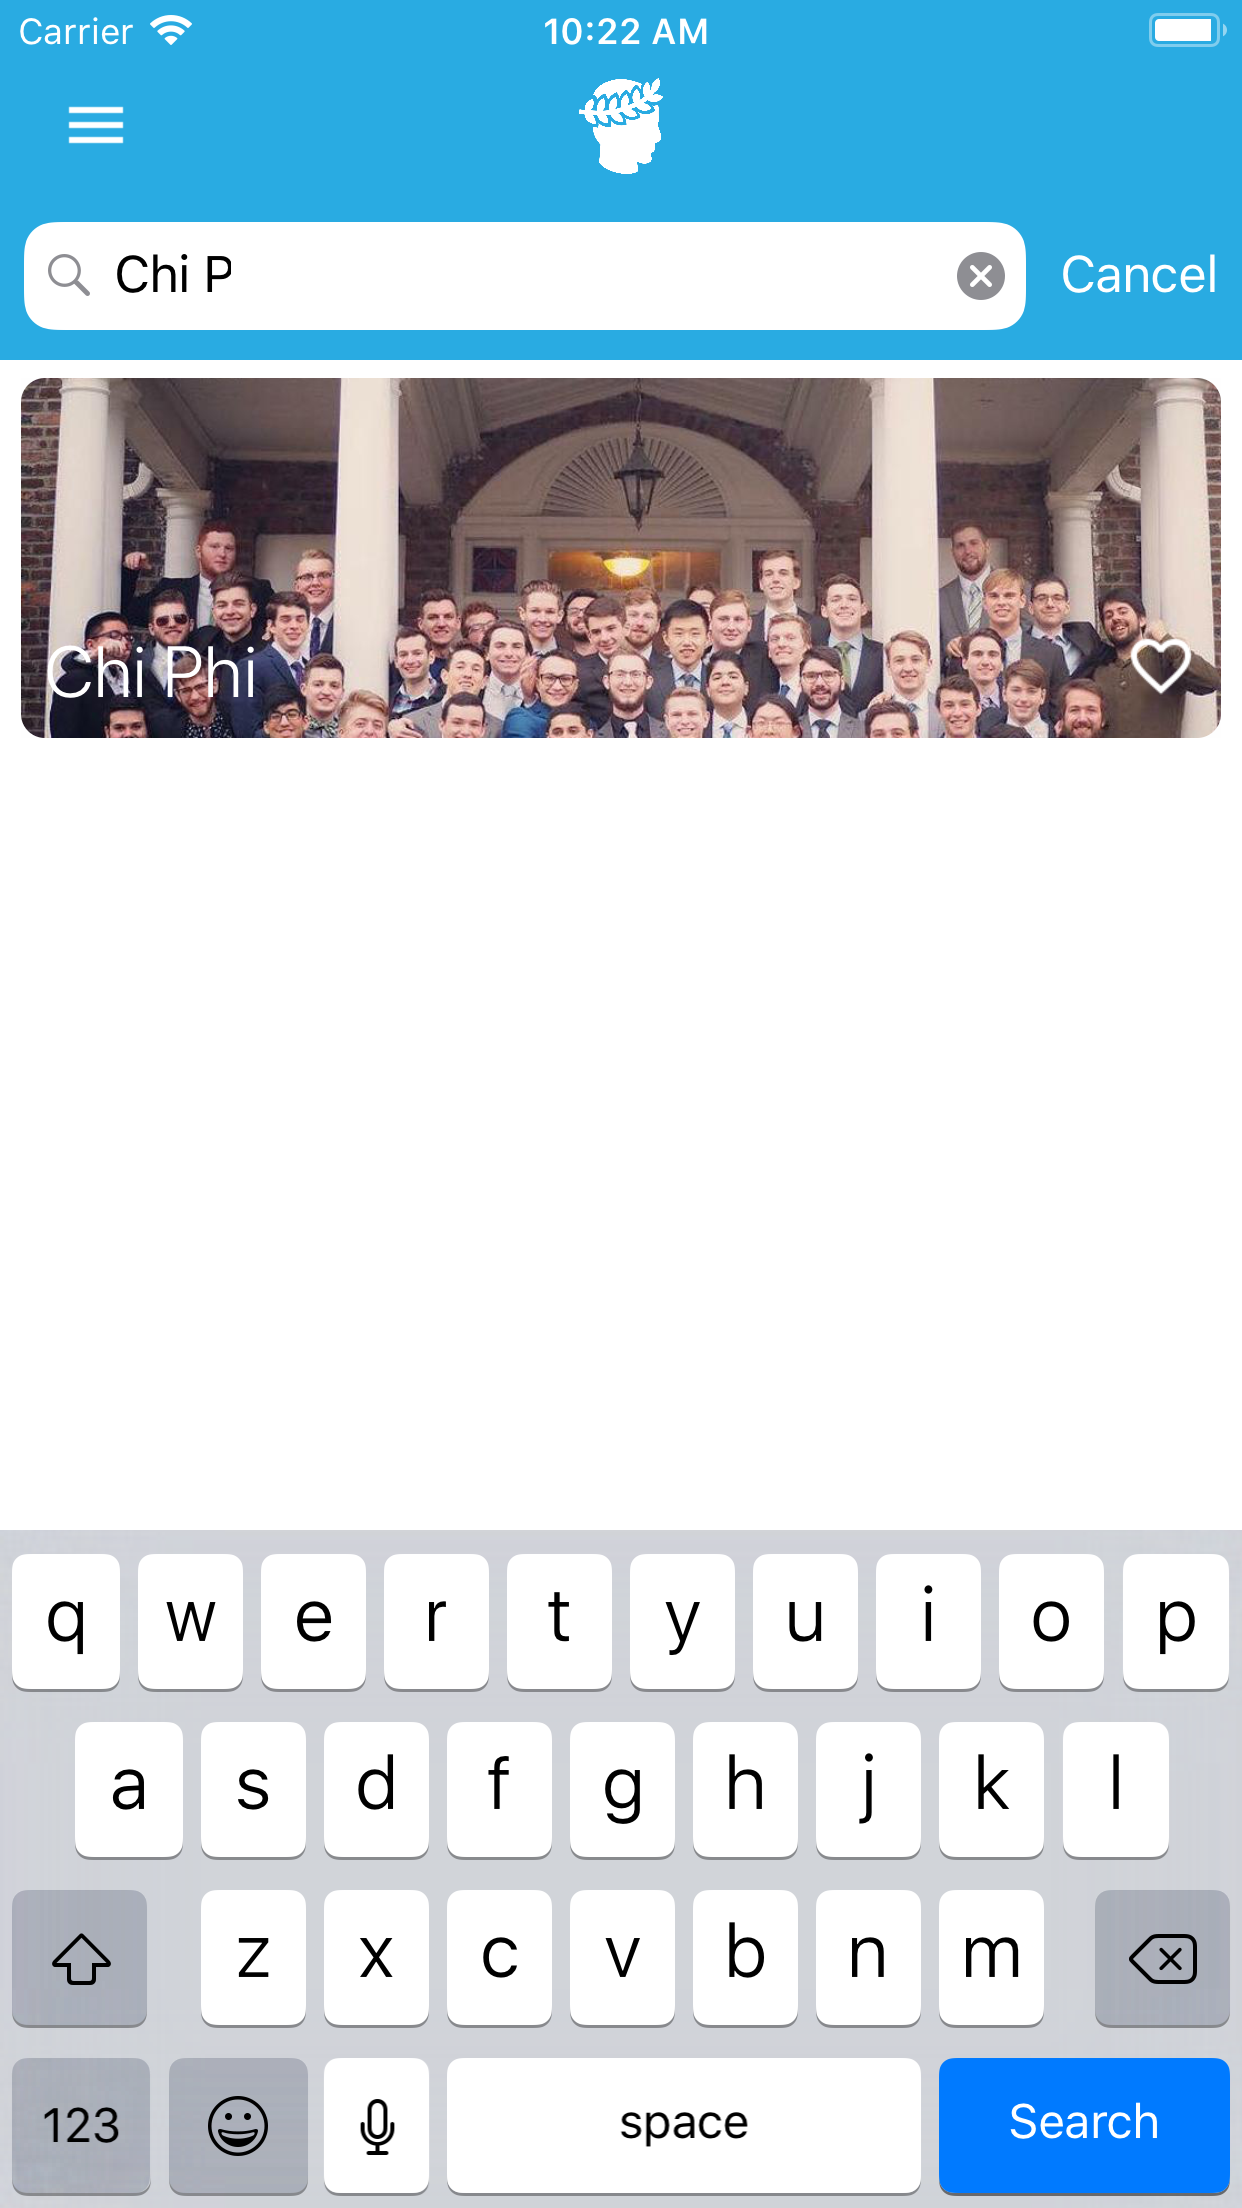 Carrier 10:22 AM
Chi P Cancel
Chi Phi
q w e r t y u i o p
a s d f g h j k l
z x c v b n m
123 space Search